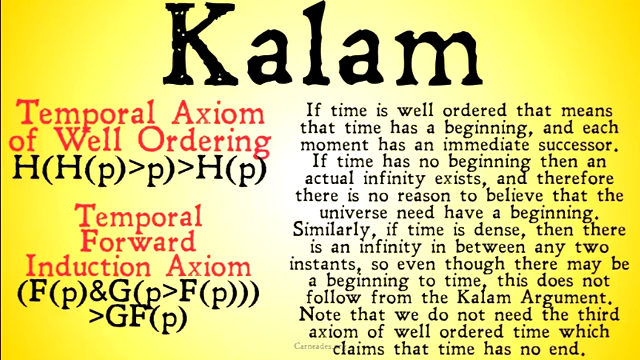 Kalam
Temporal Axiom
of Well Ordering
H(H(p)>p)>H(p)
Temporal
Forward
Induction Axiom
(F(p)&G(p>F(p)))
>GF(p)
If time is well ordered that means
that time has a beginning, and each
moment has an immediate successor.
If time has no beginning then an
actual infinity exists, and therefore
there is no reason to believe that the
universe need have a beginning.
Similarly, if time is dense, then there
is an infinity in between any two
instants, so even though there may be
a beginning to time, this does not
follow from the Kalam Argument.
Note that we do not need the third
axiom of well ordered time which
claims that time has no end.
Carneades